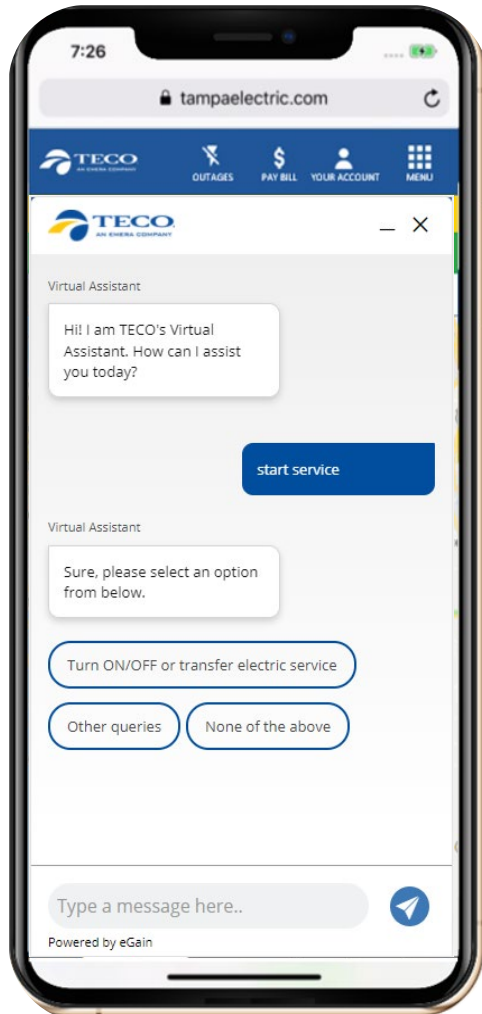 7:26
tampaelectric.com
TECO
AN EMERA COMPANY
OUTAGES
PAY BILL
YOUR ACCOUNT
MENU
TECO
AN EMERA COMPANY
Virtual Assistant
Hi! I am TECO's Virtual
Assistant. How can I assist
you today?
start service
Virtual Assistant
Sure, please select an option
from below.
Turn ON/OFF or transfer electric service
Other queries
None of the above
Type a message here..
Powered by eGain